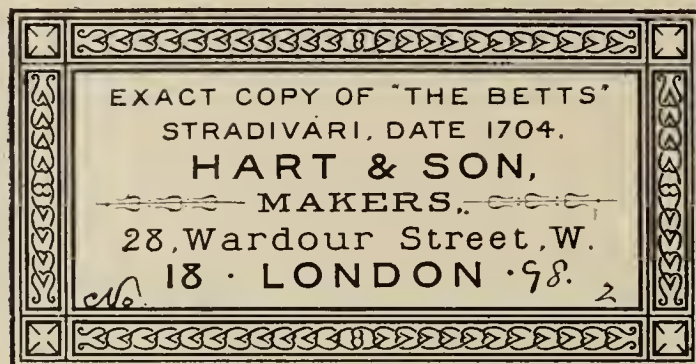 EXACT COPY OF "THE BETTS"
STRADIVARI, DATE 1704.
HART & SON,
MAKERS,
28, Wardour Street, W.
18 · LONDON · 98.
No. 2